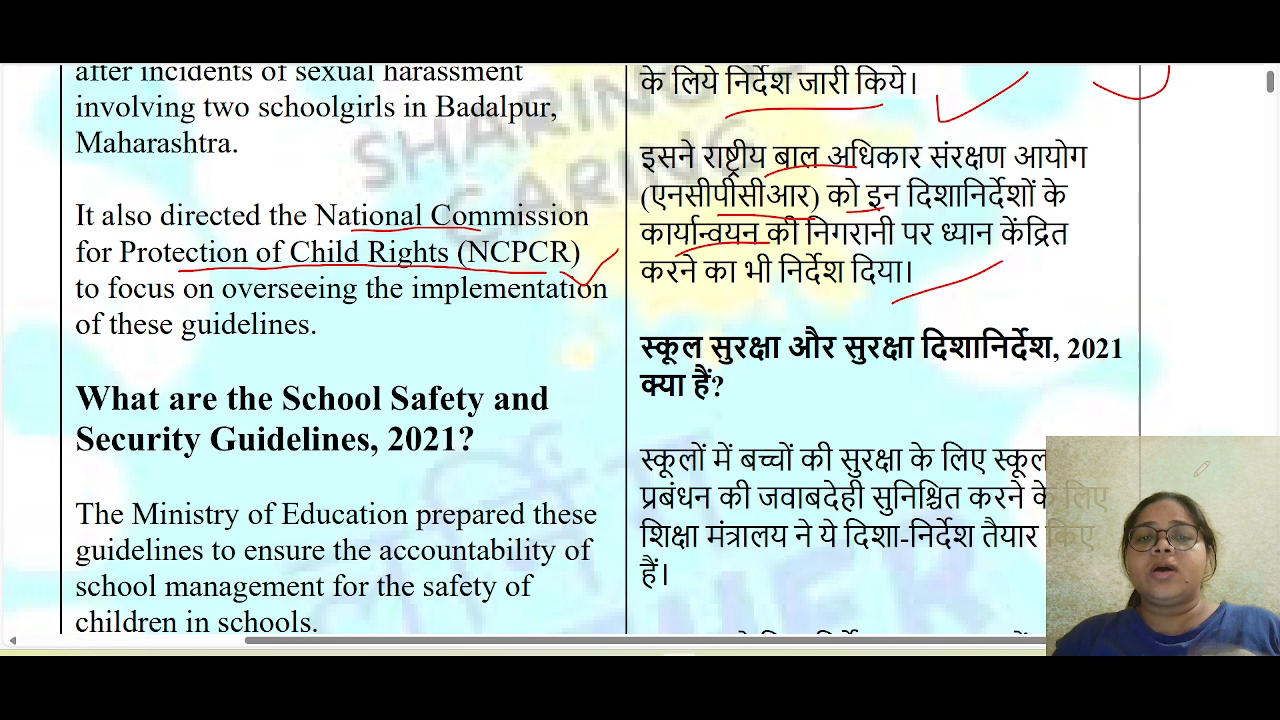 after incidents of sexual harassment
involving two schoolgirls in Badalpur,
Maharashtra.
It also directed the National Commission
for Protection of Child Rights (NCPCR)
to focus on overseeing the implementation
of these guidelines.
What are the School Safety and
Security Guidelines, 2021?
The Ministry of Education prepared these
guidelines to ensure the accountability of
school management for the safety of
children in schools.
के लिये निर्देश जारी किये।
इसने राष्ट्रीय बाल अधिकार संरक्षण आयोग
(एनसीपीसीआर) को इन दिशानिर्देशों के
कार्यान्वयन की निगरानी पर ध्यान केंद्रित
करने का भी निर्देश दिया।
स्कूल सुरक्षा और सुरक्षा दिशानिर्देश, 2021
क्या हैं?
स्कूलों में बच्चों की सुरक्षा के लिए स्कूल
प्रबंधन की जवाबदेही सुनिश्चित करने के लिए
शिक्षा मंत्रालय ने ये दिशा-निर्देश तैयार किए
हैं।
SHARING
CARING